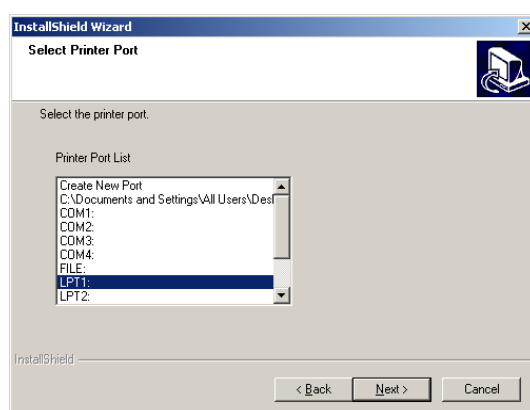 InstallShield Wizard
Select Printer Port
Select the printer port.
Printer Port List
Create New Port
C:\Documents and Settings\All Users\Des
COM1:
COM2:
COM3:
COM4:
FILE:
LPT1:
LPT2:
InstallShield
< Back
Next >
Cancel